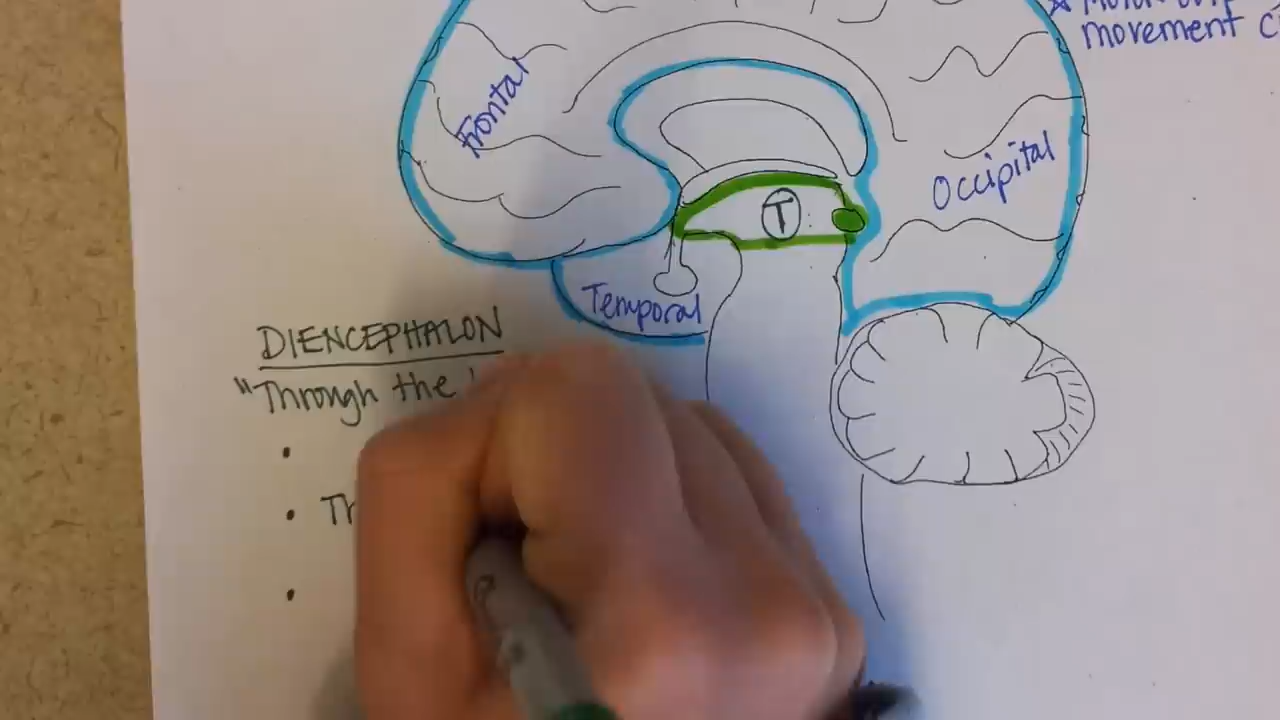 movement
Frontal
Occipital
T
Temporal
DIENCEPHALON
"Through the
Th